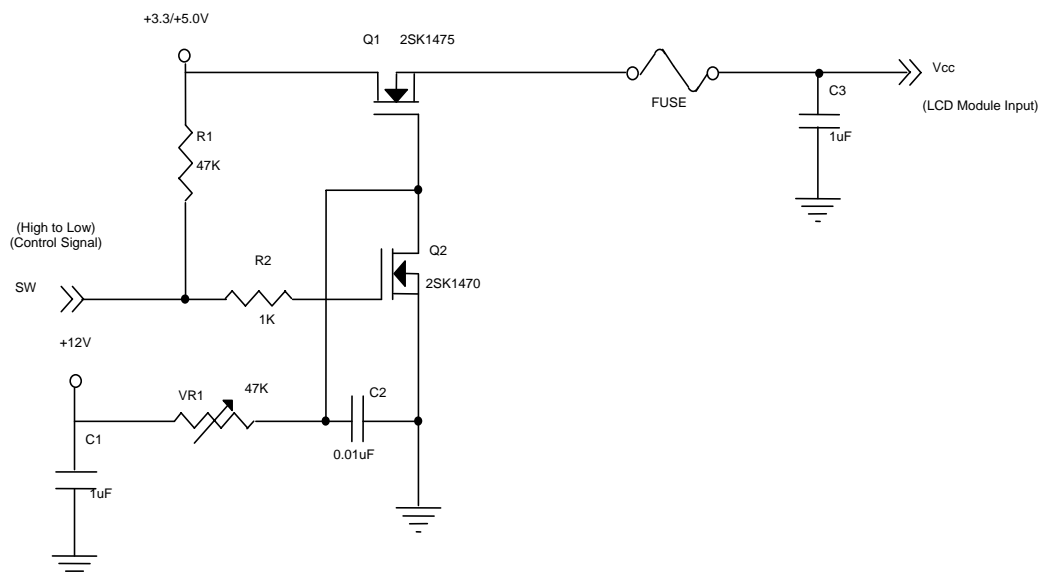 +3.3/+5.0V
Q1 2SK1475
Vcc
FUSE
C3
(LCD Module Input)
1uF
R1
47K
(High to Low)
(Control Signal)
Q2
R2
2SK1470
SW
1K
+12V
VR1
47K
C2
C1
0.01uF
1uF